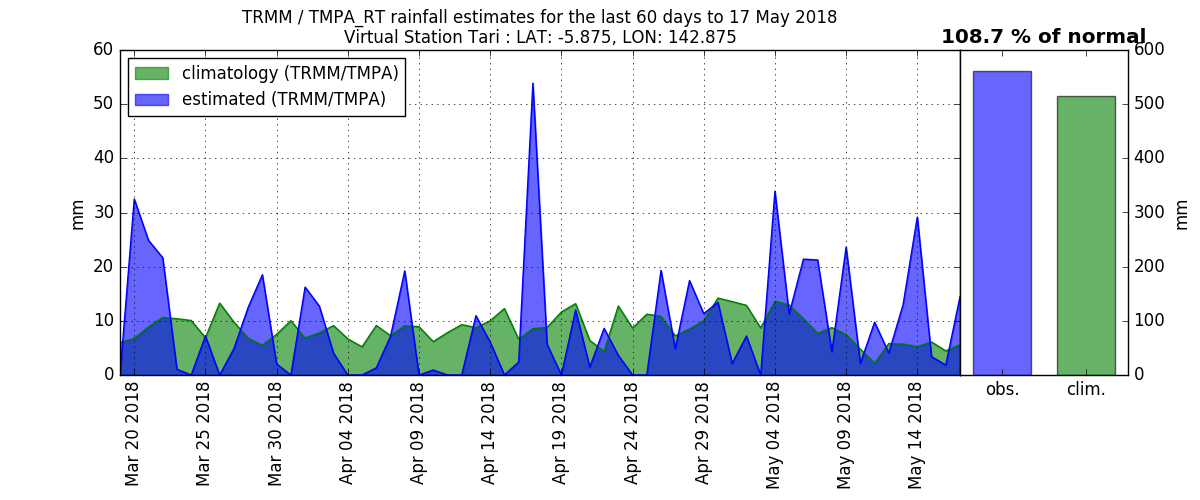 TRMM / TMPA_RT rainfall estimates for the last 60 days to 17 May 2018
Virtual Station Tari : LAT: -5.875, LON: 142.875
108.7 % of normal
climatology (TRMM/TMPA)
estimated (TRMM/TMPA)
mm
60
50
40
30
20
10
0
Mar 20 2018
Mar 25 2018
Mar 30 2018
Apr 04 2018
Apr 09 2018
Apr 14 2018
Apr 19 2018
Apr 24 2018
Apr 29 2018
May 04 2018
May 09 2018
May 14 2018
obs.
clim.
600
500
400
300
200
100
0
mm